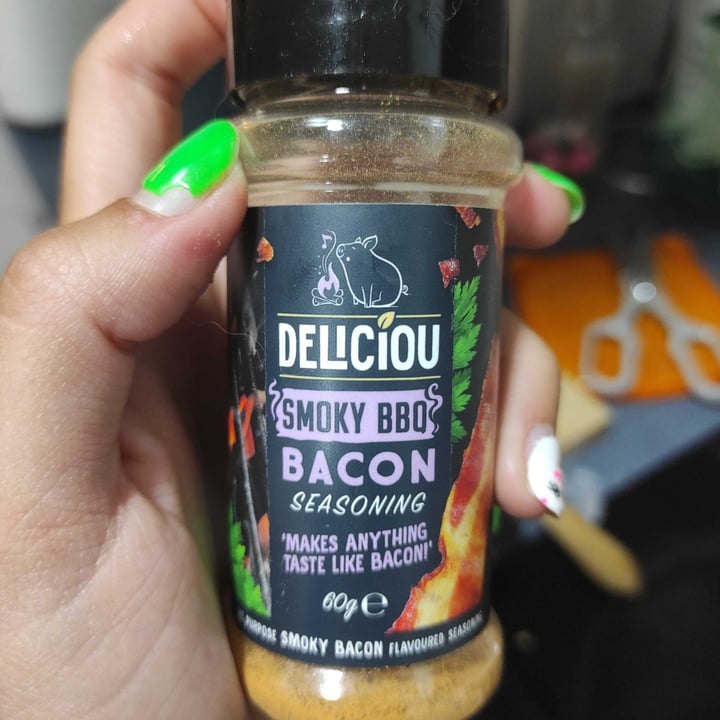 DELICIOU
SMOKY BBQ
BACON
SEASONING
'MAKES ANYTHING
TASTE LIKE BACON!'
60g ℮
PURPOSE SMOKY BACON FLAVOURED SEASONING